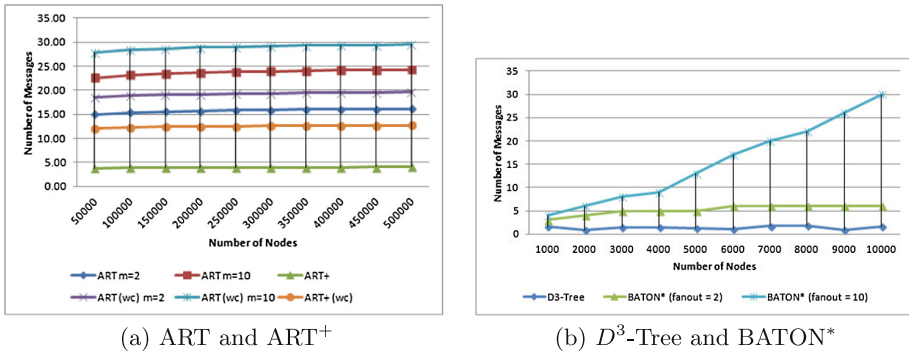 35.00
30.00
25.00
20.00
15.00
10.00
5.00
0.00
Number of Messages
50000
100000
150000
200000
250000
300000
350000
400000
450000
500000
Number of Nodes
ART m=2
ART m=10
ART+
ART (wc) m=2
ART (wc) m=10
ART+ (wc)
(a) ART and ART⁺
35
30
25
20
15
10
5
0
Number of Messages
1000 2000 3000 4000 5000 6000 7000 8000 9000 10000
Number of Nodes
D3-Tree
BATON* (fanout = 2)
BATON* (fanout = 10)
(b) D³-Tree and BATON*